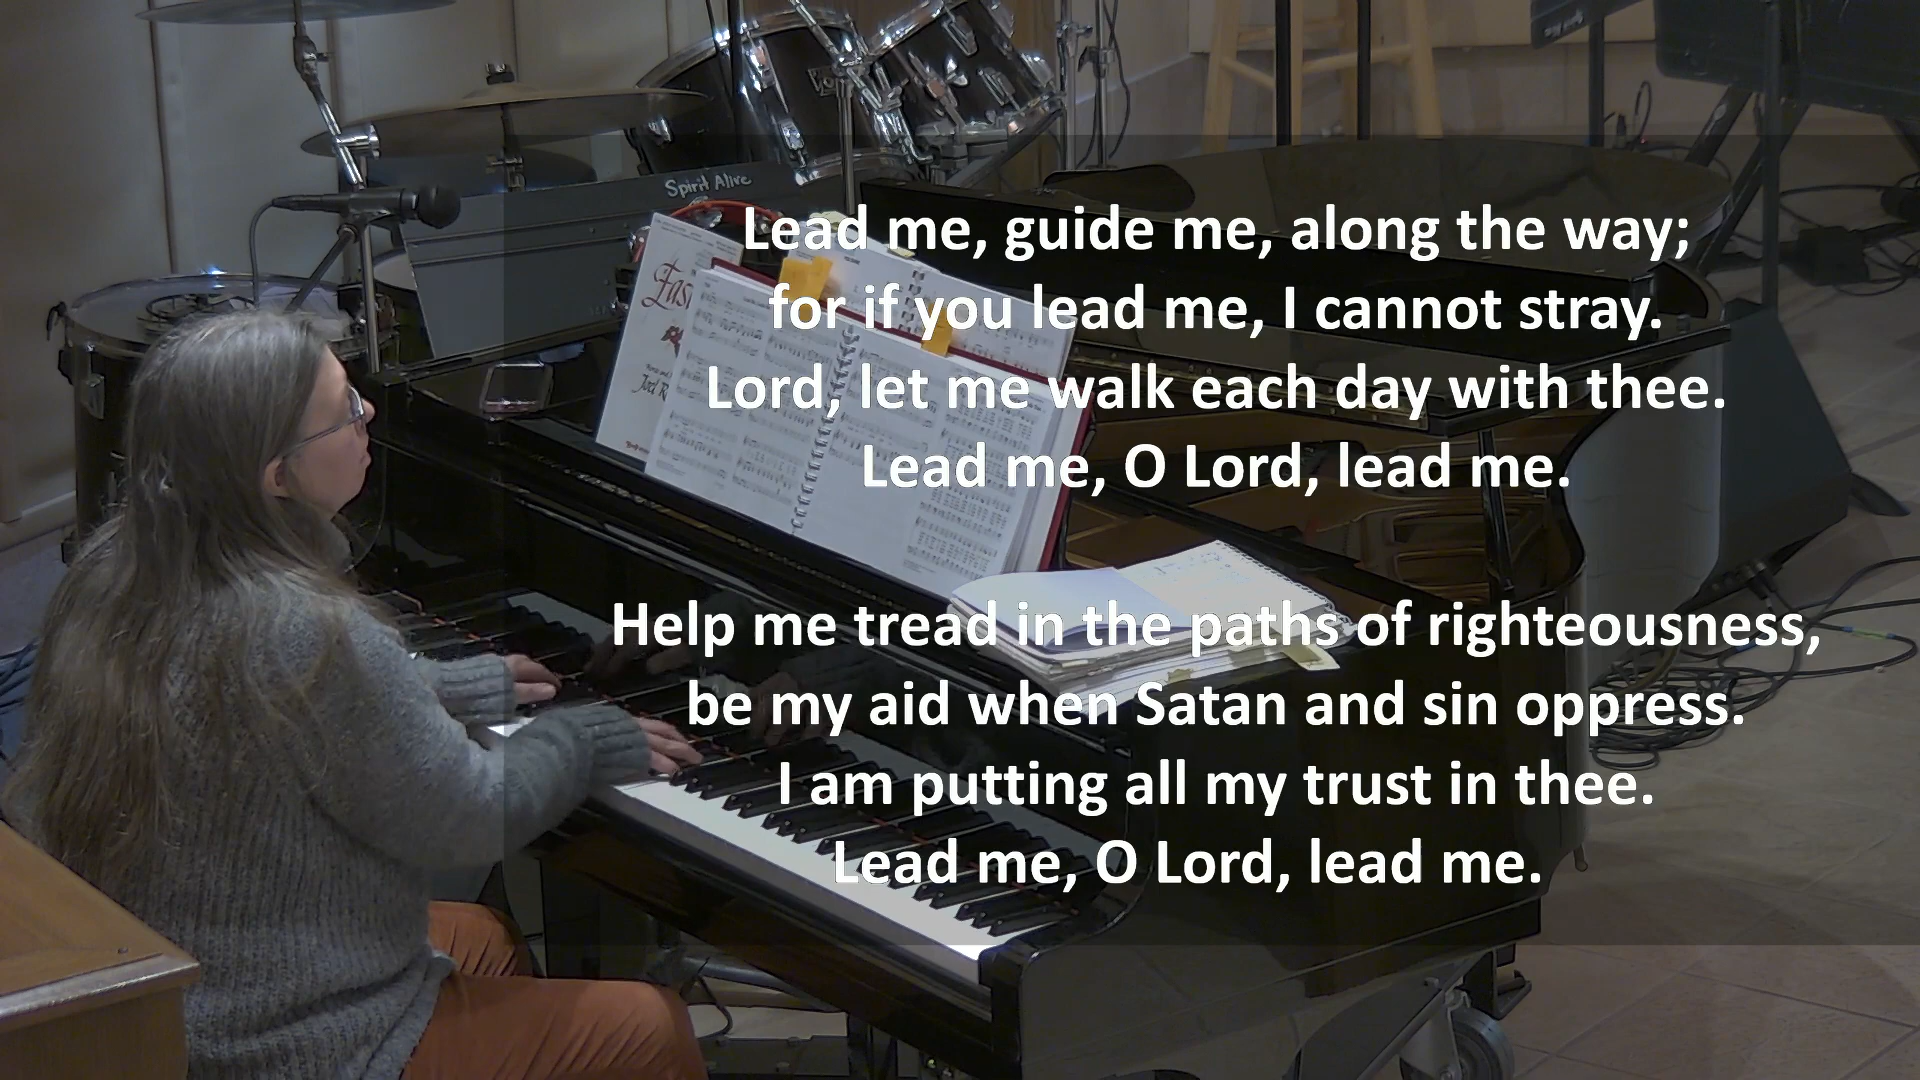 Spirit Alive
Lead me, guide me, along the way;
for if you lead me, I cannot stray.
Lord, let me walk each day with thee.
Lead me, O Lord, lead me.
Help me tread in the paths of righteousness,
be my aid when Satan and sin oppress.
I am putting all my trust in thee.
Lead me, O Lord, lead me.